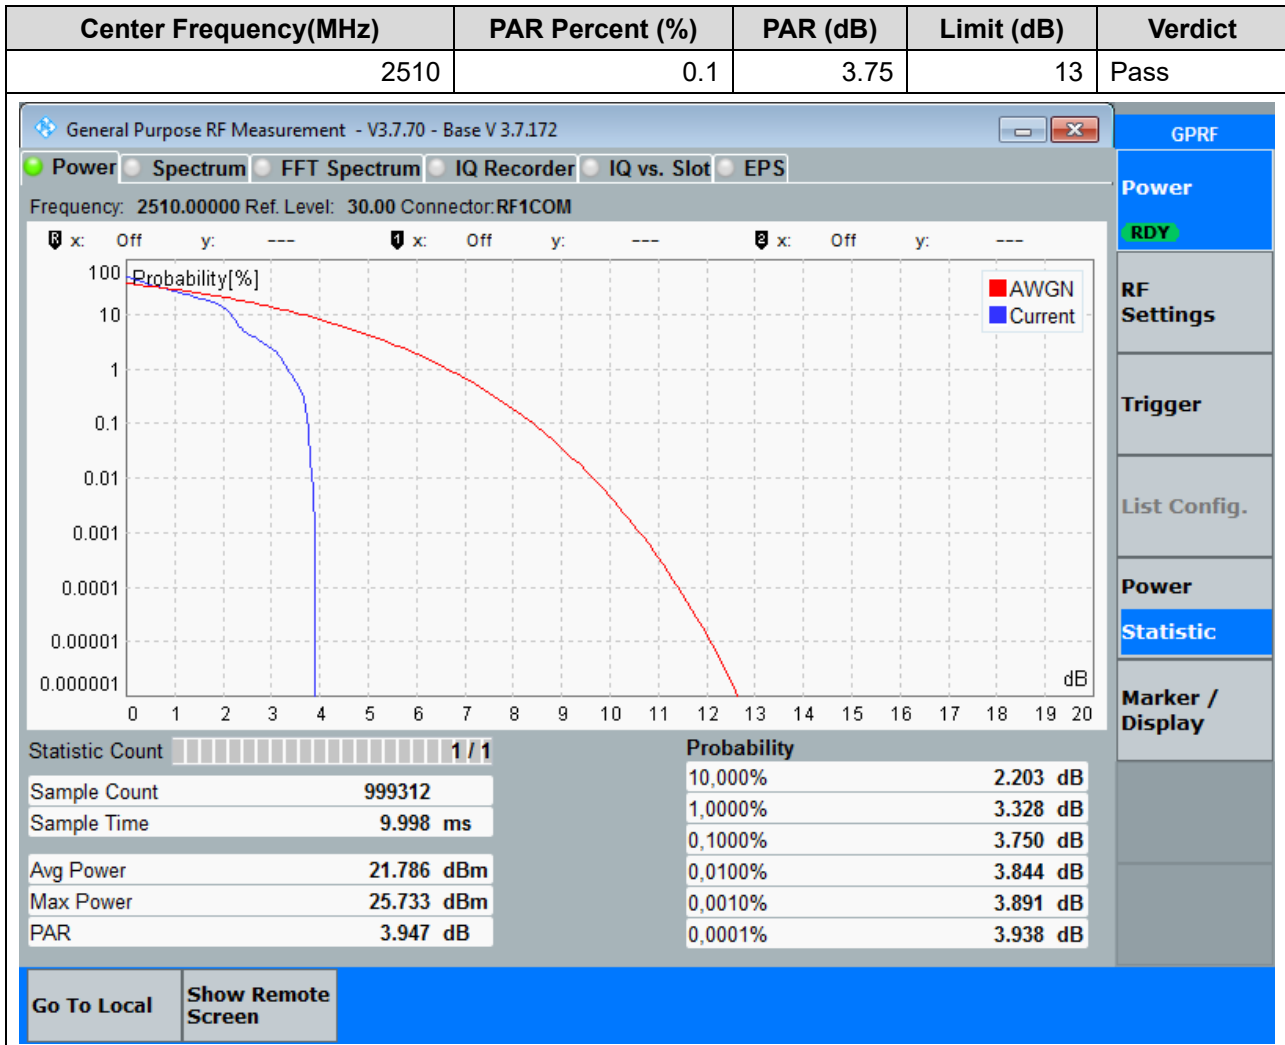 Center Frequency(MHz) PAR Percent (%) PAR (dB) Limit (dB) Verdict
2510 0.1 3.75 13 Pass
General Purpose RF Measurement - V3.7.70 - Base V 3.7.172
GPRF
Power Spectrum FFT Spectrum IQ Recorder IQ vs. Slot EPS
Frequency: 2510.00000 Ref. Level: 30.00 Connector:RF1COM
R x: Off y: --- 1 x: Off y: --- 2 x: Off y: ---
Probability[%]
AWGN
Current
100
10
1
0.1
0.01
0.001
0.0001
0.00001
0.000001
dB
0 1 2 3 4 5 6 7 8 9 10 11 12 13 14 15 16 17 18 19 20
Statistic Count 1 / 1
Sample Count 999312
Sample Time 9.998 ms
Avg Power 21.786 dBm
Max Power 25.733 dBm
PAR 3.947 dB
Probability
10,000% 2.203 dB
1,0000% 3.328 dB
0,1000% 3.750 dB
0,0100% 3.844 dB
0,0010% 3.891 dB
0,0001% 3.938 dB
Power
RDY
RF
Settings
Trigger
List Config.
Power
Statistic
Marker /
Display
Go To Local
Show Remote
Screen